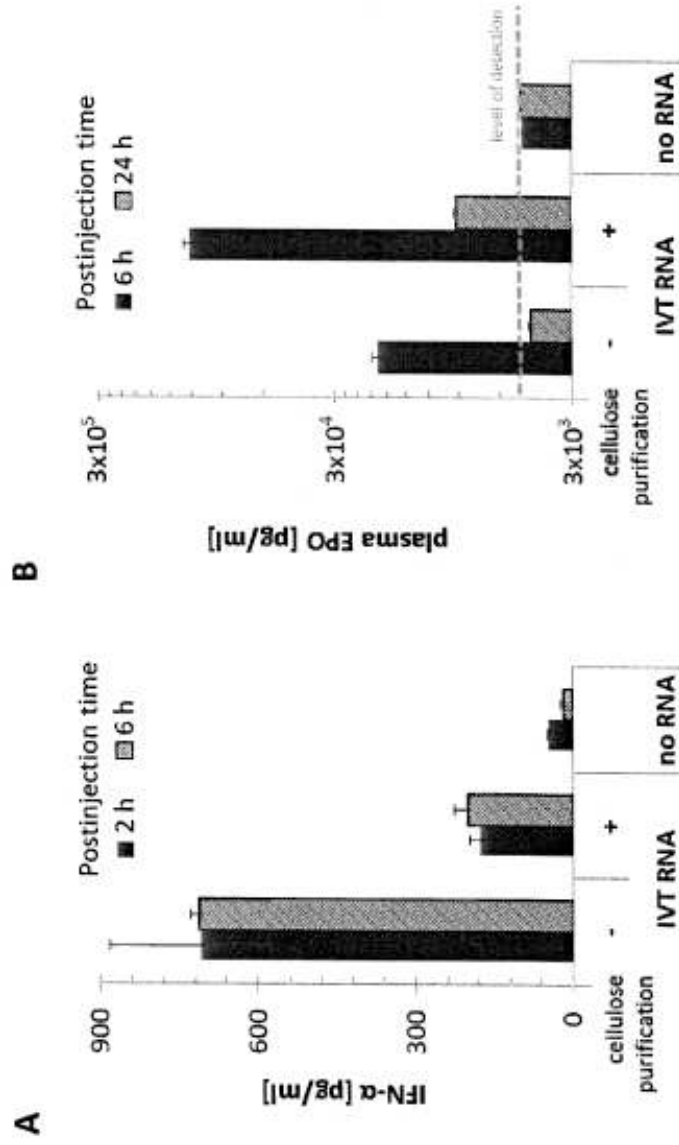 A
Postinjection time
2 h 6 h
IFN-α [pg/ml]
900
600
300
0
cellulose
purification
- +
IVT RNA
no RNA
B
Postinjection time
6 h 24 h
plasma EPO [pg/ml]
3x10⁵
3x10⁴
3x10³
level of detection
cellulose
purification
- +
IVT RNA
no RNA